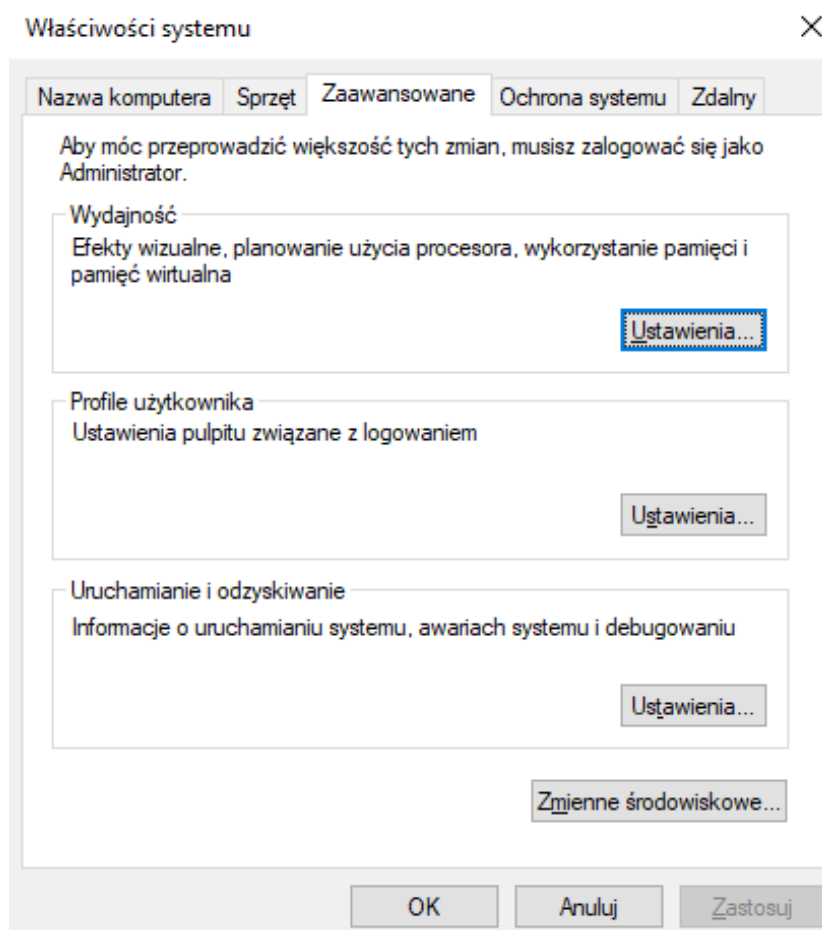 Właściwości systemu
Nazwa komputera Sprzęt Zaawansowane Ochrona systemu Zdalny
Aby móc przeprowadzić większość tych zmian, musisz zalogować się jako
Administrator.
Wydajność
Efekty wizualne, planowanie użycia procesora, wykorzystanie pamięci i
pamięć wirtualna
Ustawienia...
Profile użytkownika
Ustawienia pulpitu związane z logowaniem
Ustawienia...
Uruchamianie i odzyskiwanie
Informacje o uruchamianiu systemu, awariach systemu i debugowaniu
Ustawienia...
Zmienne środowiskowe...
OK Anuluj Zastosuj